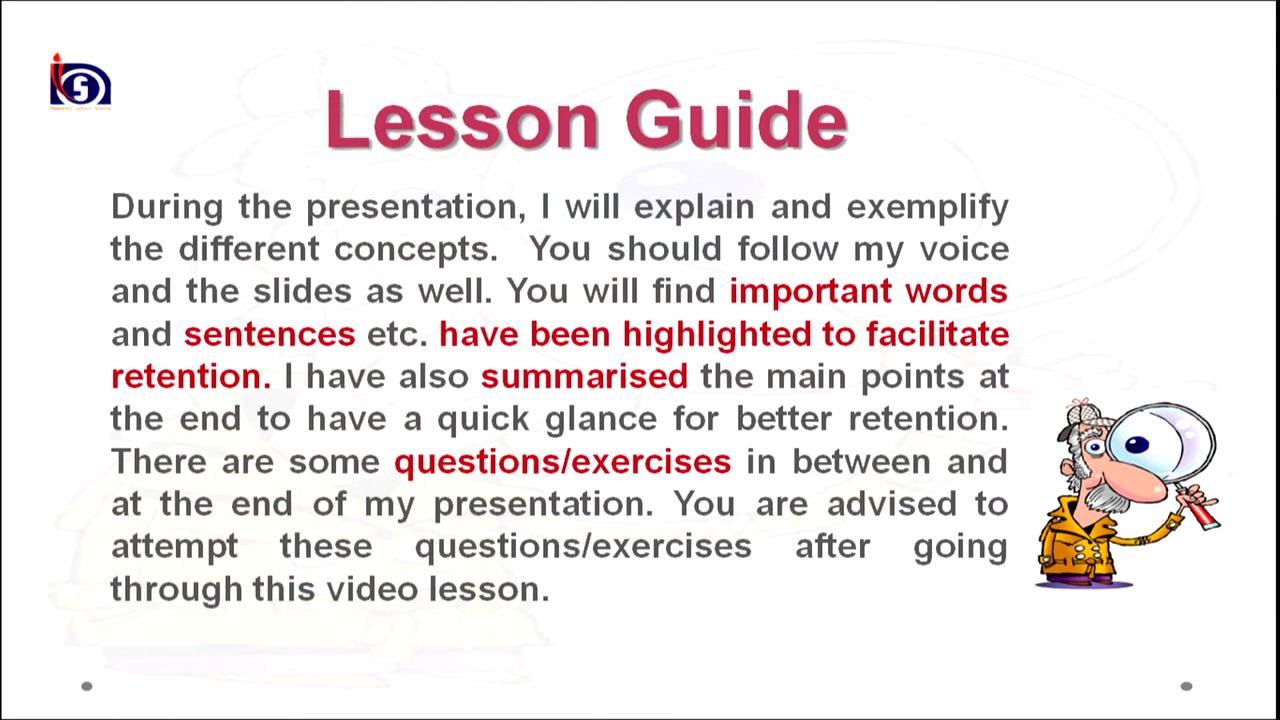 Lesson Guide
During the presentation, I will explain and exemplify
the different concepts. You should follow my voice
and the slides as well. You will find important words
and sentences etc. have been highlighted to facilitate
retention. I have also summarised the main points at
the end to have a quick glance for better retention.
There are some questions/exercises in between and
at the end of my presentation. You are advised to
attempt these questions/exercises after going
through this video lesson.